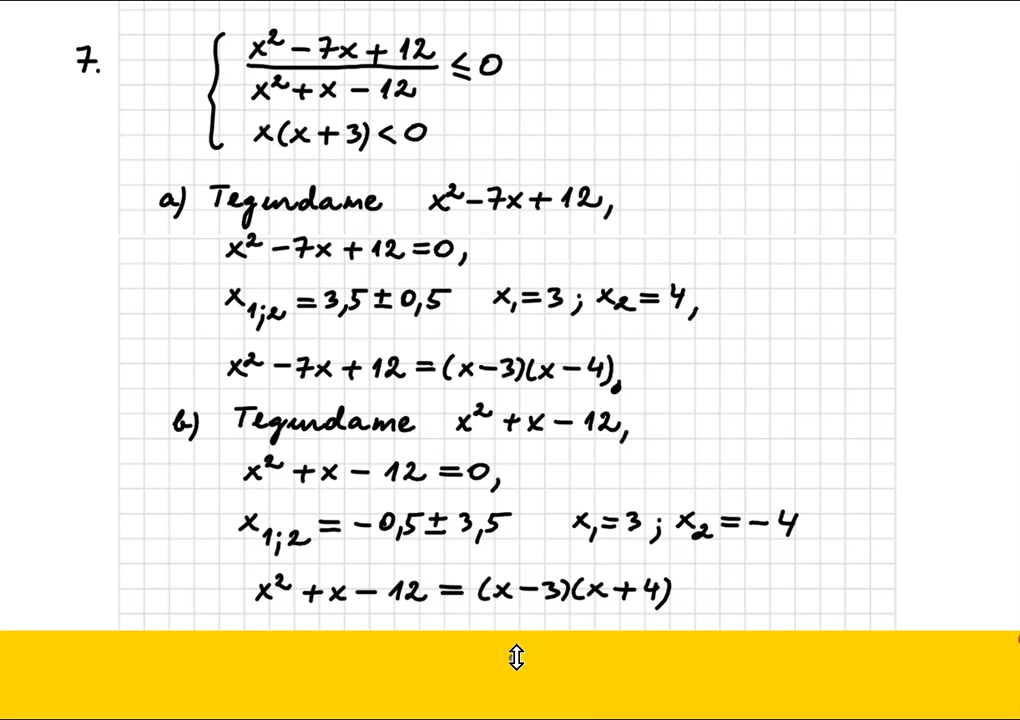 7.
x² - 7x + 12
x² + x - 12
≤ 0
x(x + 3) < 0
a) Tegurdame x² - 7x + 12,
x² - 7x + 12 = 0,
x₁;₂ = 3,5 ± 0,5 x₁ = 3 ; x₂ = 4,
x² - 7x + 12 = (x - 3)(x - 4).
b) Tegurdame x² + x - 12,
x² + x - 12 = 0,
x₁;₂ = -0,5 ± 3,5 x₁ = 3 ; x₂ = -4
x² + x - 12 = (x - 3)(x + 4)